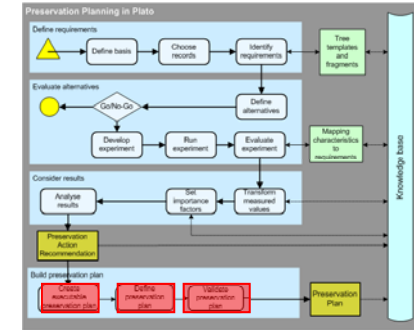 Preservation Planning in Plato
Define requirements
Define basis
Choose
records
Identify
requirements
Tree
templates
and
fragments
Evaluate alternatives
Go/No-Go
Define
alternatives
Develop
experiment
Run
experiment
Evaluate
experiment
Mapping
characteristics
to
requirements
Knowledge base
Consider results
Analyse
results
Set
importance
factors
Transform
measured
values
Preservation
Action
Recommendation
Build preservation plan
Create
executable
preservation plan
Define
preservation
plan
Validate
preservation
plan
Preservation
Plan